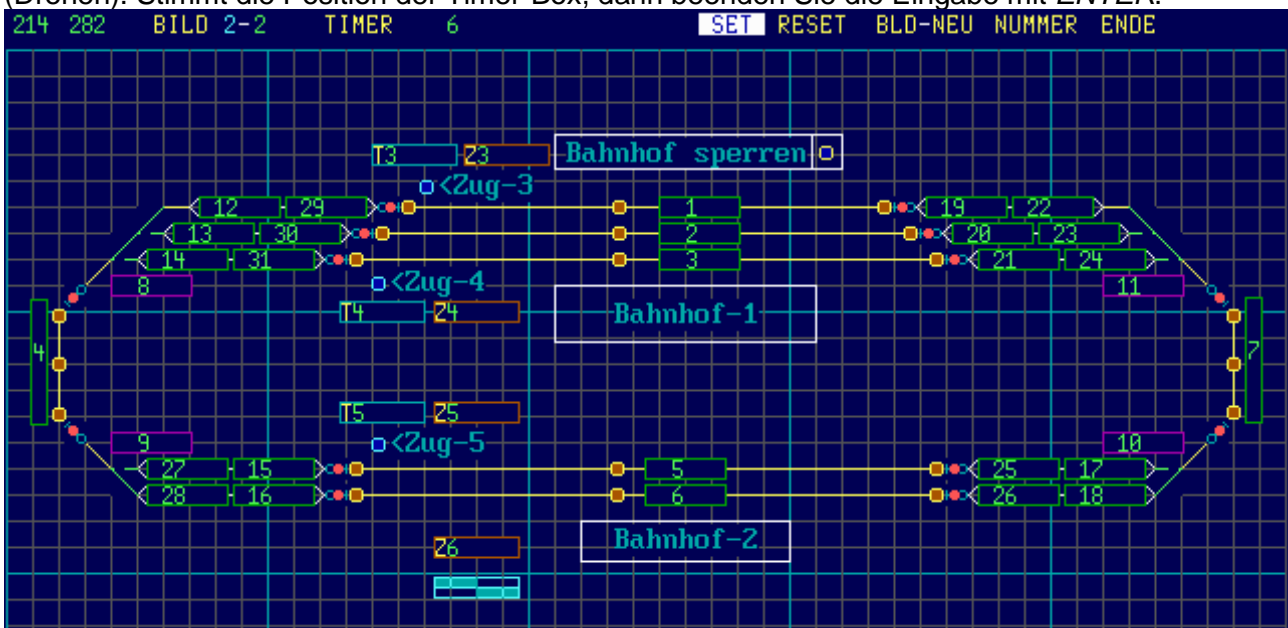 (Drehen). Stimmt die Position der Timer-Box, dann beenden Sie die Eingabe mit ENTER.
214 282 BILD 2-2 TIMER 6 SET RESET BLD-NEU NUMMER ENDE
T3 Z3 Bahnhof sperren
<Zug-3
12 29 1 19 22
13 30 2 20 23
14 31 3 21 24
8 <Zug-4 11
T4 Z4 Bahnhof-1
4 7
T5 Z5
9 <Zug-5 10
27 15 5 25 17
28 16 6 26 18
Z6 Bahnhof-2